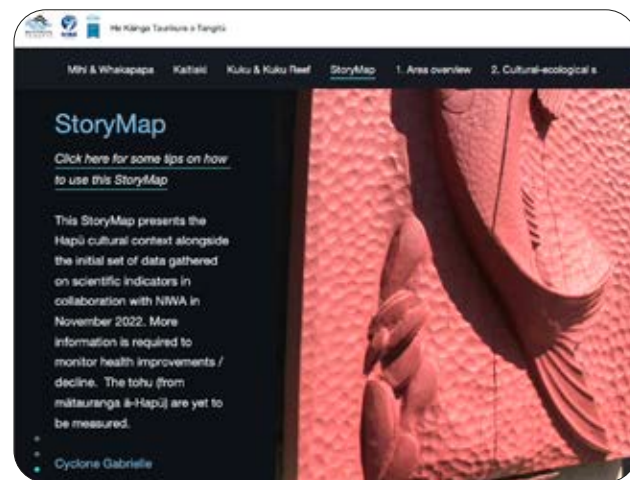 He Kāinga Taurikura o Tangitū
Mihi & Whakapapa Kaitiaki Kuku & Kuku Reef StoryMap 1. Area overview 2. Cultural-ecological s
StoryMap
Click here for some tips on how
to use this StoryMap
This StoryMap presents the
Hapū cultural context alongside
the initial set of data gathered
on scientific indicators in
collaboration with NIWA in
November 2022. More
information is required to
monitor health improvements /
decline. The tohu (from
mātauranga ā-Hapū) are yet to
be measured.
Cyclone Gabrielle